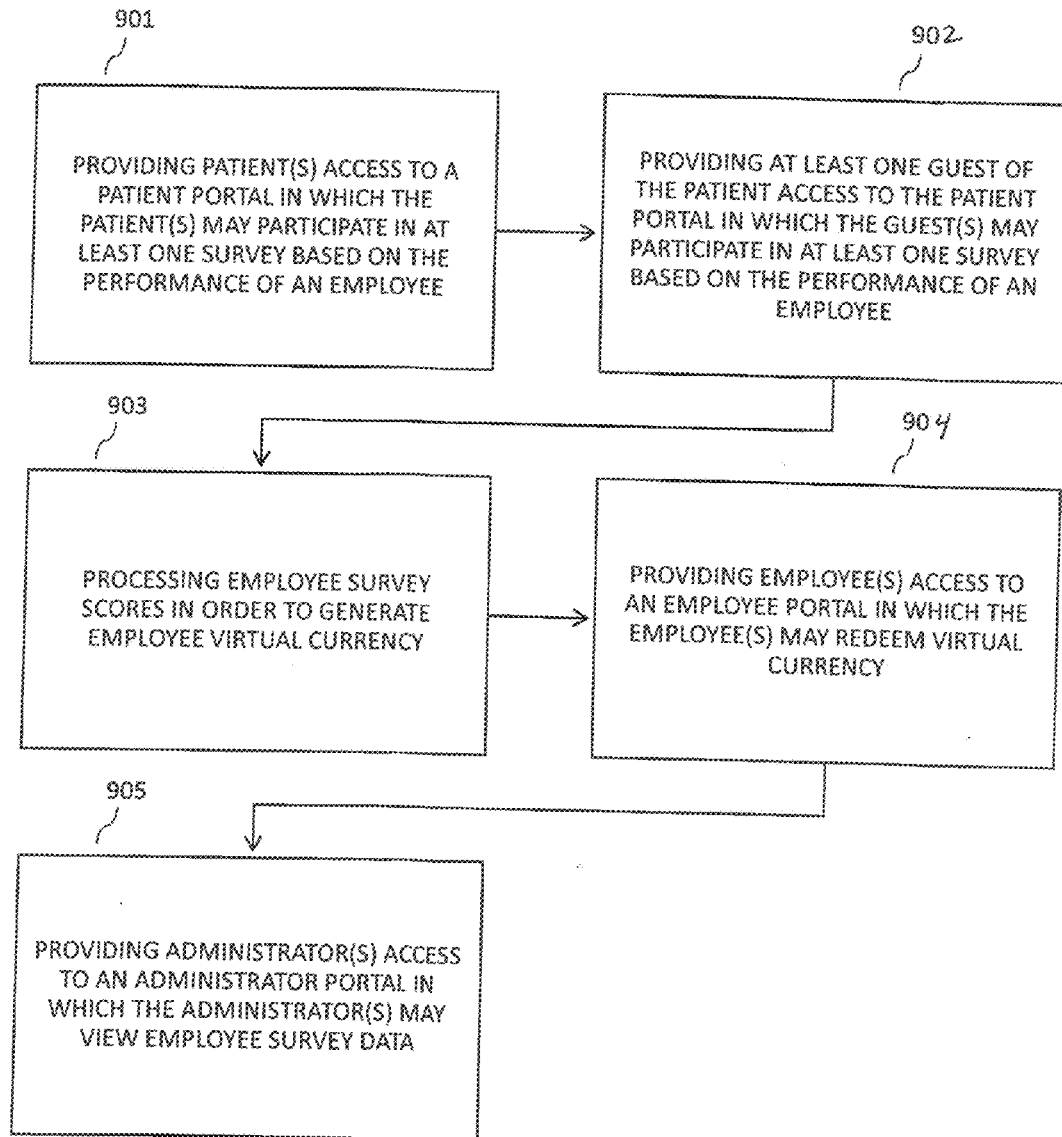 901
902
PROVIDING PATIENT(S) ACCESS TO A
PATIENT PORTAL IN WHICH THE
PATIENT(S) MAY PARTICIPATE IN AT
LEAST ONE SURVEY BASED ON THE
PERFORMANCE OF AN EMPLOYEE
PROVIDING AT LEAST ONE GUEST OF
THE PATIENT ACCESS TO THE PATIENT
PORTAL IN WHICH THE GUEST(S) MAY
PARTICIPATE IN AT LEAST ONE SURVEY
BASED ON THE PERFORMANCE OF AN
EMPLOYEE
903
904
PROCESSING EMPLOYEE SURVEY
SCORES IN ORDER TO GENERATE
EMPLOYEE VIRTUAL CURRENCY
PROVIDING EMPLOYEE(S) ACCESS TO
AN EMPLOYEE PORTAL IN WHICH THE
EMPLOYEE(S) MAY REDEEM VIRTUAL
CURRENCY
905
PROVIDING ADMINISTRATOR(S) ACCESS
TO AN ADMINISTRATOR PORTAL IN
WHICH THE ADMINISTRATOR(S) MAY
VIEW EMPLOYEE SURVEY DATA